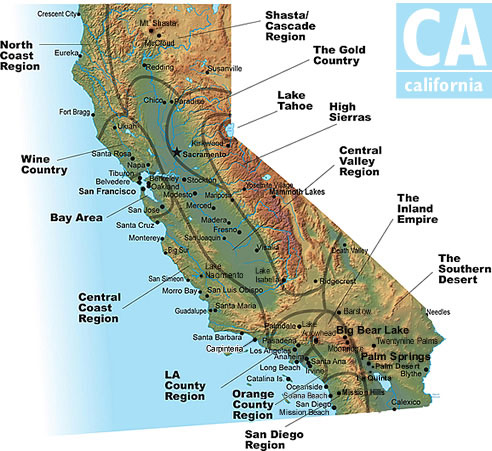 Crescent City
Shasta/
Cascade
Region
CA
california
Mt Shasta
McCloud
North
Coast
Region
Eureka
The Gold
Country
Redding
Susanville
Lake
Tahoe
Chico
Paradise
High
Sierras
Fort Bragg
Ukiah
Kirkwood
Wine
Country
Santa Rosa
Sacramento
Central
Valley
Region
Napa
Tiburon
Berkeley
Belvedere
Oakland
San Francisco
Stockton
Yosemite Village
Mammoth Lakes
Modesto
Mariposa
Bay Area
San Jose
Merced
The
Inland
Empire
Santa Cruz
Madera
Fresno
Monterey
San Joaquin
Big Sur
Visalia
Death Valley
The
Southern
Desert
San Simeon
Lake
Nacimento
Lake
Isabella
Ridgecrest
Central
Coast
Region
Morro Bay
San Luis Obispo
Santa Maria
Guadalupe
Barstow
Needles
Santa Barbara
Carpinteria
Palmdale
Lake
Arrowhead
Big Bear Lake
Pasadena
Los Angeles
Twentynine Palms
Anaheim
Palm Springs
LA
County
Region
Long Beach
Santa Ana
Irvine
Palm Desert
La Quinta
Blythe
Catalina Is.
Orange
County
Region
Oceanside
Solana Beach
Mission Hills
San Diego
Mission Beach
Calexico
San Diego
Region